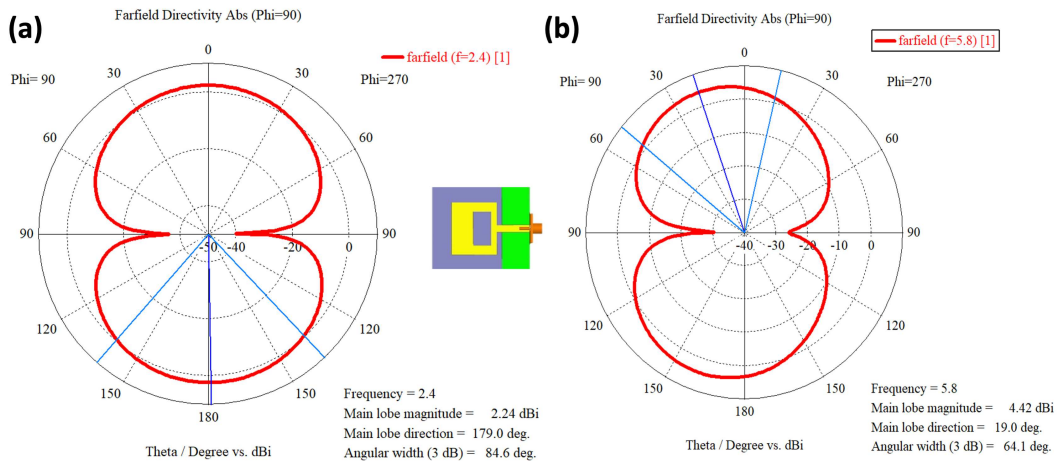 (a)
Farfield Directivity Abs (Phi=90)
farfield (f=2.4) [1]
Phi= 90
Phi=270
0
30
30
60
60
90
90
-50 -40
-20
0
120
120
150
150
180
Frequency = 2.4
Main lobe magnitude = 2.24 dBi
Main lobe direction = 179.0 deg.
Angular width (3 dB) = 84.6 deg.
Theta / Degree vs. dBi
(b)
Farfield Directivity Abs (Phi=90)
farfield (f=5.8) [1]
Phi= 90
Phi=270
0
30
30
60
60
90
90
-40 -30 -20 -10 0
120
120
150
150
180
Frequency = 5.8
Main lobe magnitude = 4.42 dBi
Main lobe direction = 19.0 deg.
Angular width (3 dB) = 64.1 deg.
Theta / Degree vs. dBi